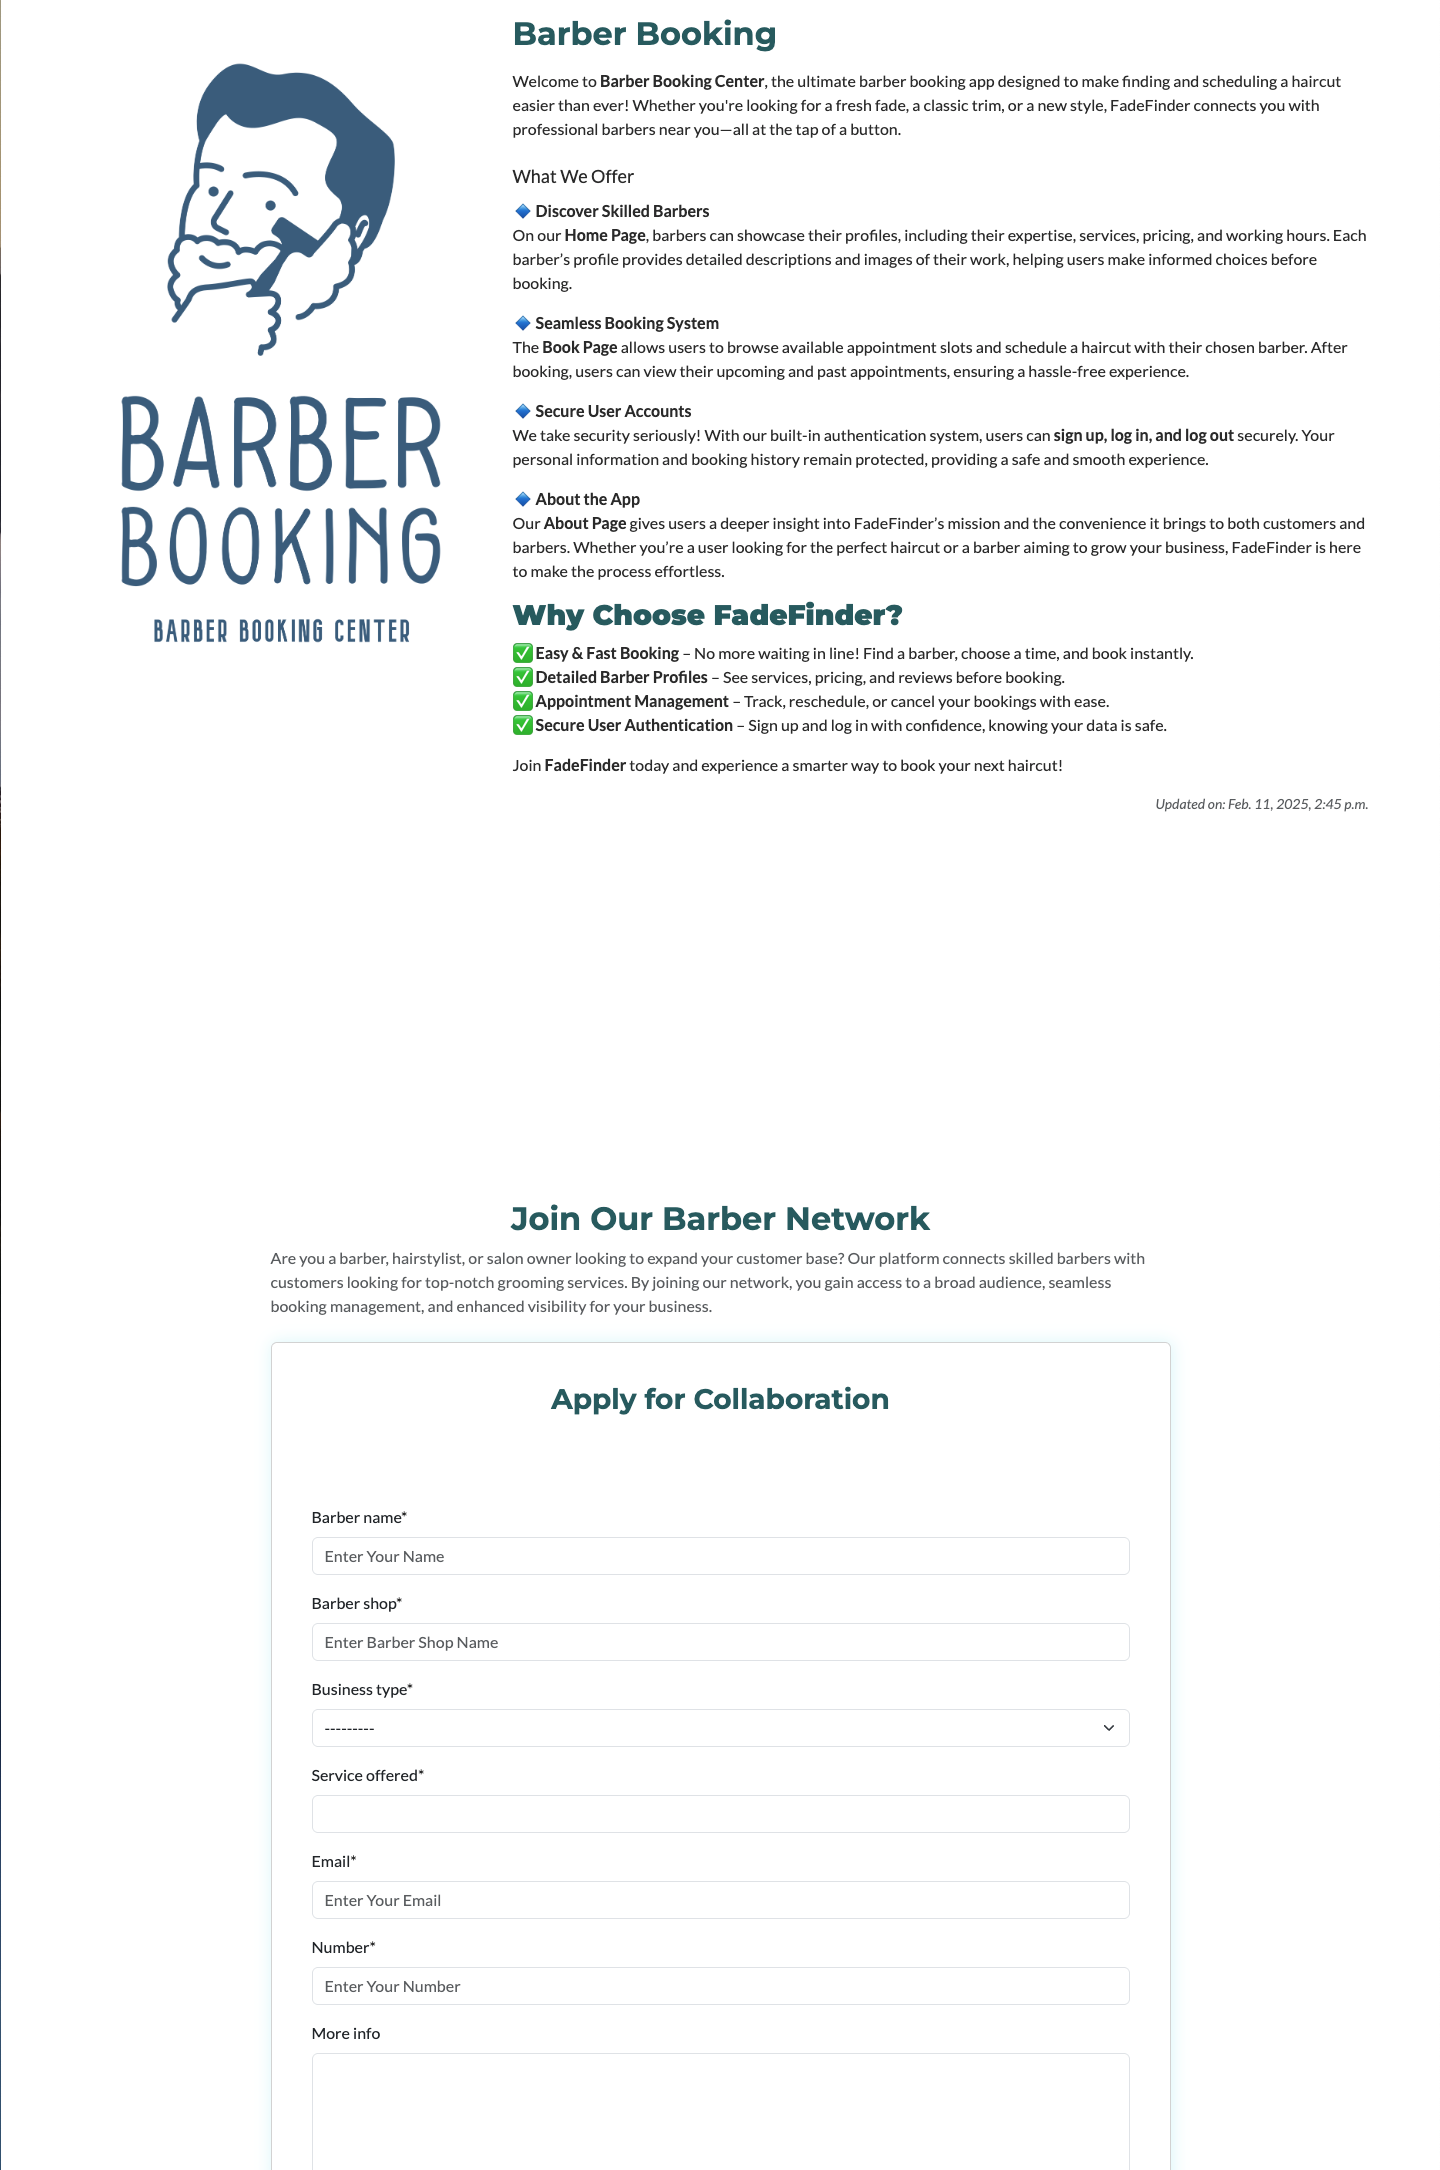 BARBER
BOOKING
BARBER BOOKING CENTER
Barber Booking
Welcome to Barber Booking Center, the ultimate barber booking app designed to make finding and scheduling a haircut
easier than ever! Whether you're looking for a fresh fade, a classic trim, or a new style, FadeFinder connects you with
professional barbers near you—all at the tap of a button.
What We Offer
🔹 Discover Skilled Barbers
On our Home Page, barbers can showcase their profiles, including their expertise, services, pricing, and working hours. Each
barber’s profile provides detailed descriptions and images of their work, helping users make informed choices before
booking.
🔹 Seamless Booking System
The Book Page allows users to browse available appointment slots and schedule a haircut with their chosen barber. After
booking, users can view their upcoming and past appointments, ensuring a hassle-free experience.
🔹 Secure User Accounts
We take security seriously! With our built-in authentication system, users can sign up, log in, and log out securely. Your
personal information and booking history remain protected, providing a safe and smooth experience.
🔹 About the App
Our About Page gives users a deeper insight into FadeFinder’s mission and the convenience it brings to both customers and
barbers. Whether you’re a user looking for the perfect haircut or a barber aiming to grow your business, FadeFinder is here
to make the process effortless.
Why Choose FadeFinder?
✅ Easy & Fast Booking – No more waiting in line! Find a barber, choose a time, and book instantly.
✅ Detailed Barber Profiles – See services, pricing, and reviews before booking.
✅ Appointment Management – Track, reschedule, or cancel your bookings with ease.
✅ Secure User Authentication – Sign up and log in with confidence, knowing your data is safe.
Join FadeFinder today and experience a smarter way to book your next haircut!
Updated on: Feb. 11, 2025, 2:45 p.m.
Join Our Barber Network
Are you a barber, hairstylist, or salon owner looking to expand your customer base? Our platform connects skilled barbers with
customers looking for top-notch grooming services. By joining our network, you gain access to a broad audience, seamless
booking management, and enhanced visibility for your business.
Apply for Collaboration
Barber name*
Enter Your Name
Barber shop*
Enter Barber Shop Name
Business type*
---------
Service offered*
Email*
Enter Your Email
Number*
Enter Your Number
More info